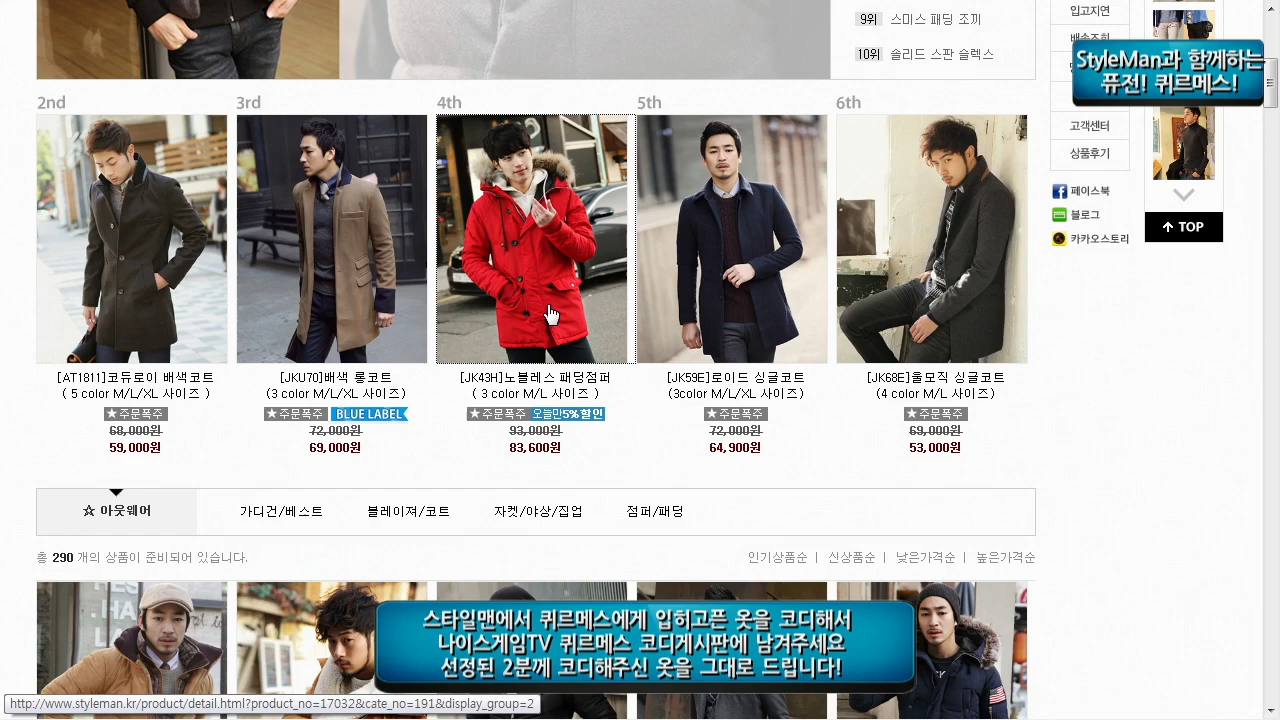 9위 스미스 패딩 조끼
10위 솔리드 스판 슬렉스
입고지연
배송조회
StyleMan과 함께하는
퓨전! 퀴르메스!
고객센터
상품후기
페이스북
블로그
카카오스토리
TOP
2nd
3rd
4th
5th
6th
[AT1811]코듀로이 배색코트
( 5 color M/L/XL 사이즈 )
★주문폭주
68,000원
59,000원
[JKU70]배색 롱코트
(3 color M/L/XL 사이즈)
★주문폭주 BLUE LABEL
72,000원
69,000원
[JK43H]노블레스 패딩점퍼
( 3 color M/L 사이즈 )
★주문폭주 오늘만5%할인
93,000원
83,600원
[JK59E]로이드 싱글코트
(3color M/L/XL 사이즈)
★주문폭주
72,000원
64,900원
[JK68E]울모직 싱글코트
(4 color M/L 사이즈)
★주문폭주
69,000원
53,000원
☆ 아웃웨어
가디건/베스트
블레이져/코트
자켓/야상/집업
점퍼/패딩
총 290 개의 상품이 준비되어 있습니다.
인기상품순 | 신상품순 | 낮은가격순 | 높은가격순
스타일맨에서 퀴르메스에게 입히고픈 옷을 코디해서
나이스게임TV 퀴르메스 코디게시판에 남겨주세요
선정된 2분께 코디해주신 옷을 그대로 드립니다!
http://www.styleman.kr/product/detail.html?product_no=17032&cate_no=191&display_group=2